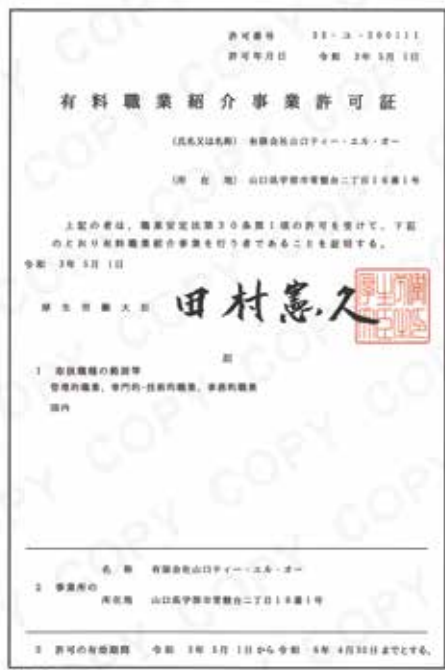 許可番号 35-ユ-300111
許可年月日 令和 3年 5月 1日
有料職業紹介事業許可証
(氏名又は名称) 有限会社山口ティー・エル・オー
(所 在 地) 山口県宇部市常盤台二丁目16番1号
上記の者は、職業安定法第30条第1項の許可を受けて、下記
のとおり有料職業紹介事業を行う者であることを証明する。
令和 3年 5月 1日
厚生労働大臣 田村憲久
記
1 取扱職種の範囲等
管理的職業、専門的・技術的職業、事務的職業
国内
名 称 有限会社山口ティー・エル・オー
2 事業所の
所在地 山口県宇部市常盤台二丁目16番1号
3 許可の有効期間 令和 3年 5月 1日から 令和 6年 4月30日までとする。
COPY